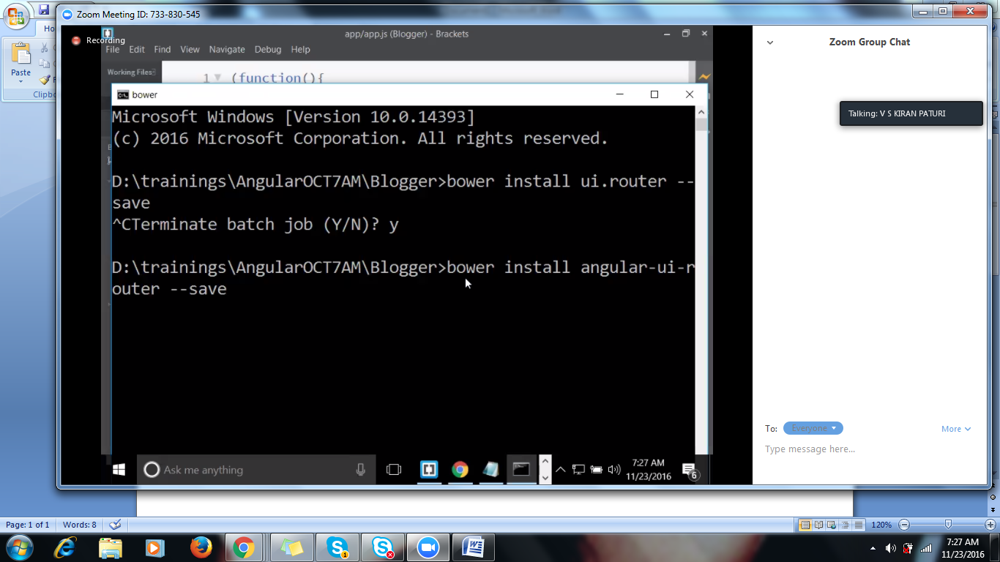 Zoom Meeting ID: 733-830-545
Ho
Paste
Clipb
Recording
app/app.js (Blogger) - Brackets
File Edit Find View Navigate Debug Help
Working Files
1 (function(){
bower
Microsoft Windows [Version 10.0.14393]
(c) 2016 Microsoft Corporation. All rights reserved.
D:\trainings\AngularOCT7AM\Blogger>bower install ui.router --
save
^CTerminate batch job (Y/N)? y
D:\trainings\AngularOCT7AM\Blogger>bower install angular-ui-r
outer --save
Ask me anything
7:27 AM
11/23/2016
6
Zoom Group Chat
Talking: V S KIRAN PATURI
To: Everyone
More
Type message here...
Page: 1 of 1 Words: 8
120%
1
7:27 AM
11/23/2016